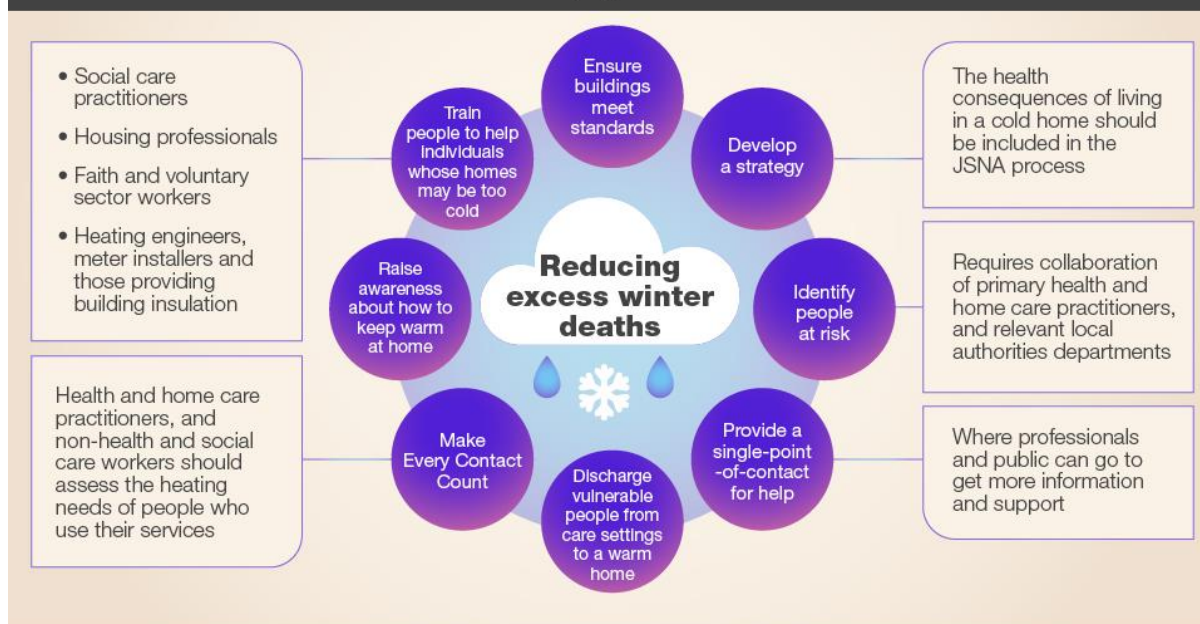 • Social care
practitioners
• Housing professionals
• Faith and voluntary
sector workers
• Heating engineers,
meter installers and
those providing
building insulation
Health and home care
practitioners, and
non-health and social
care workers should
assess the heating
needs of people who
use their services
Ensure
buildings
meet
standards
Develop
a strategy
Identify
people
at risk
Provide a
single-point
-of-contact
for help
Discharge
vulnerable
people from
care settings
to a warm
home
Make
Every Contact
Count
Raise
awareness
about how to
keep warm
at home
Train
people to help
individuals
whose homes
may be too
cold
Reducing
excess winter
deaths
The health
consequences of living
in a cold home should
be included in the
JSNA process
Requires collaboration
of primary health and
home care practitioners,
and relevant local
authorities departments
Where professionals
and public can go to
get more information
and support